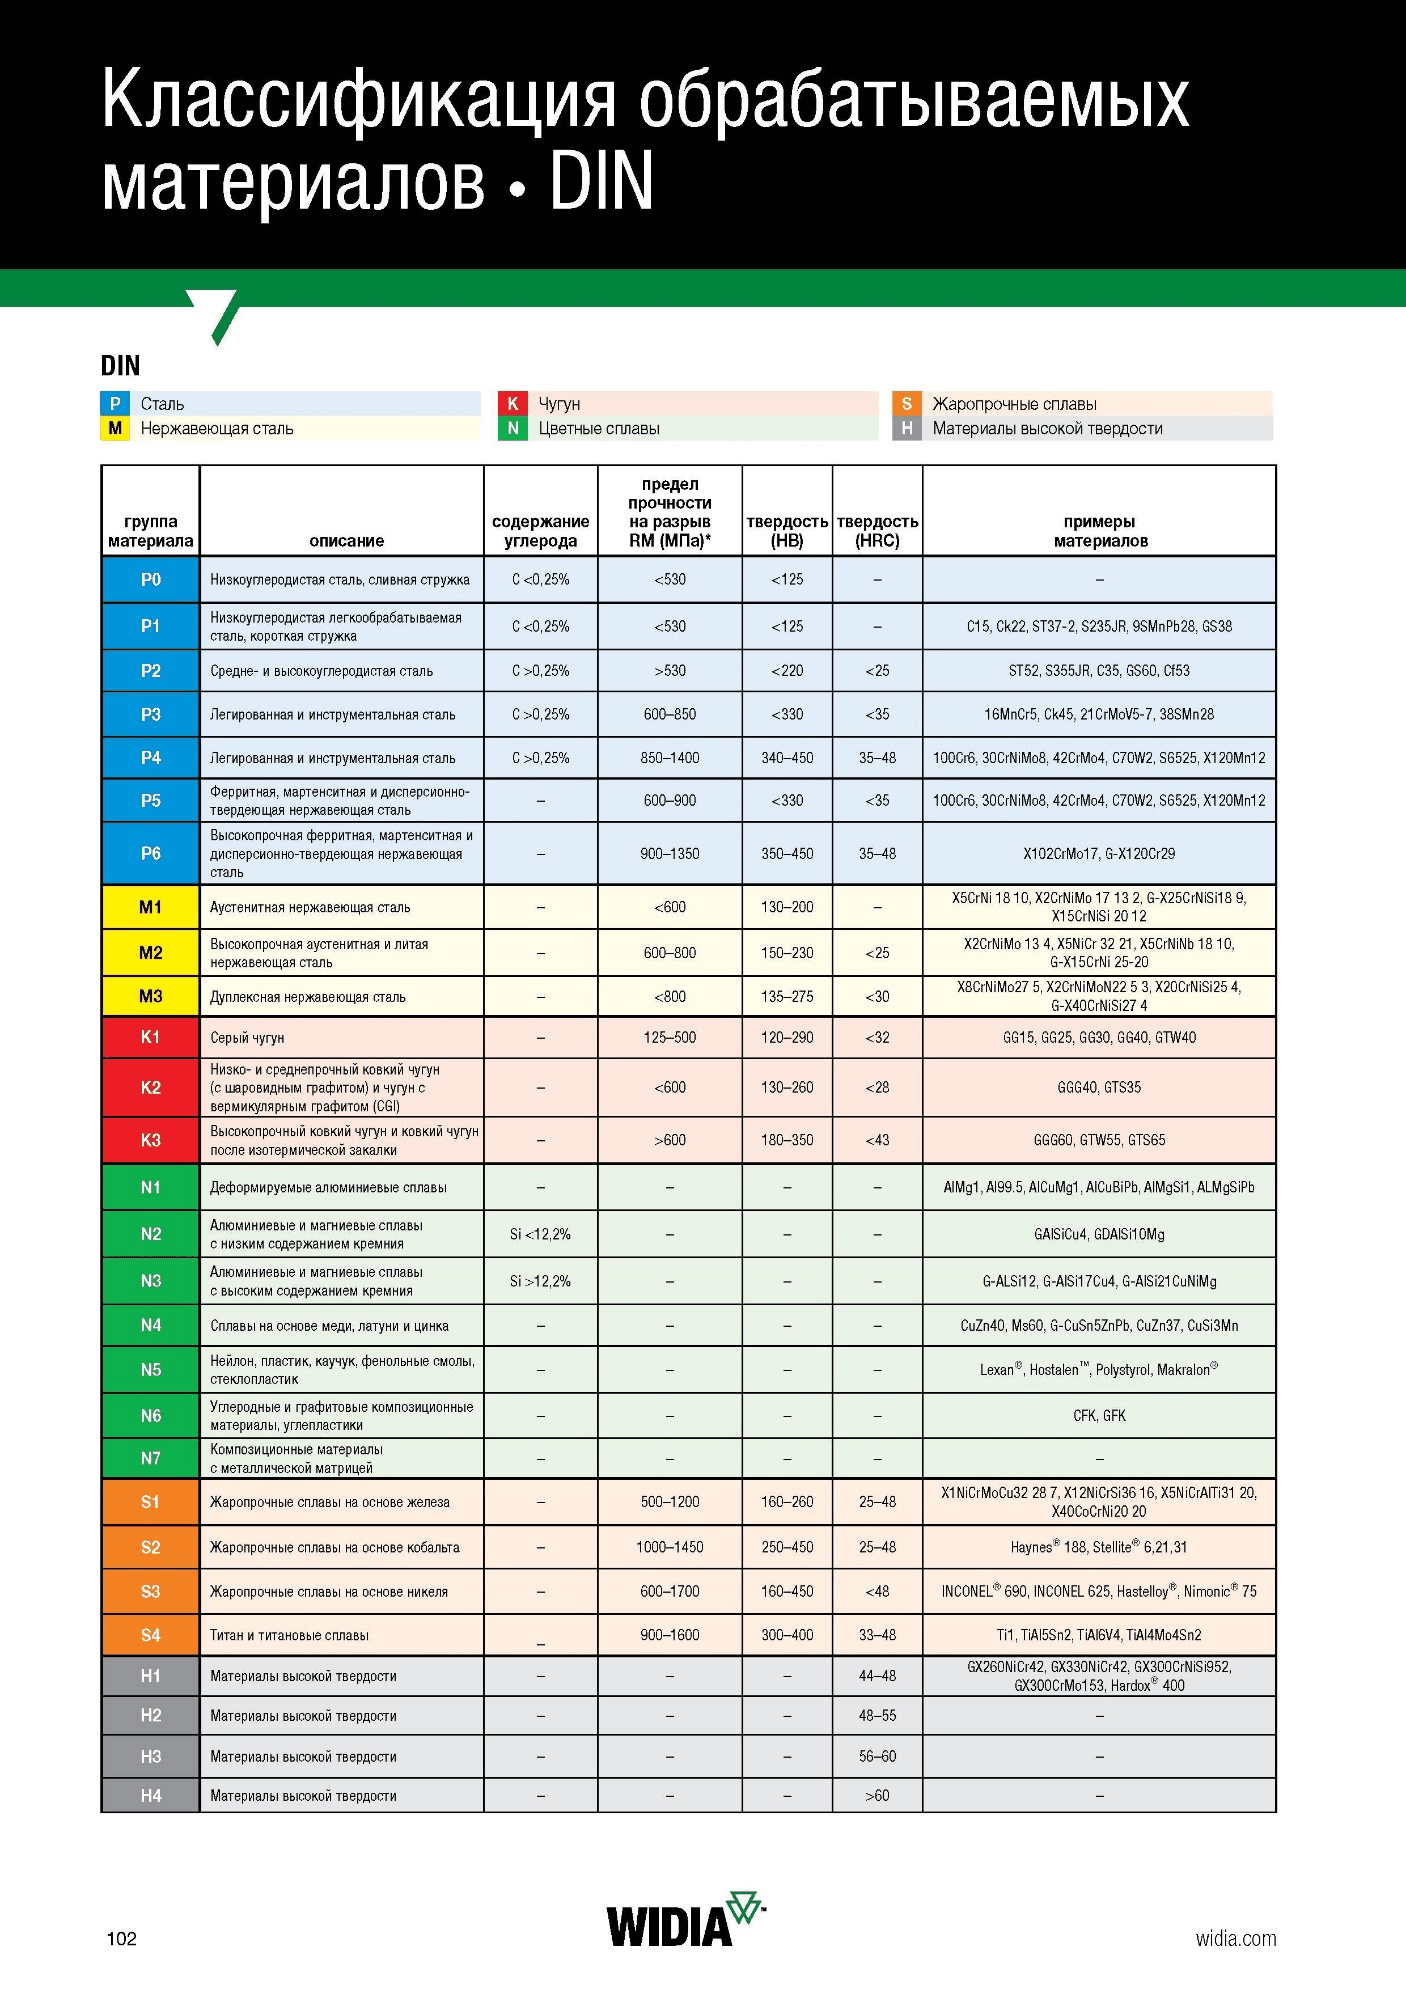 Классификация обрабатываемых
материалов • DIN
DIN
P Сталь
K Чугун
S Жаропрочные сплавы
M Нержавеющая сталь
N Цветные сплавы
H Материалы высокой твердости
группа материала | описание | содержание углерода | предел прочности на разрыв RM (МПа)* | твердость (HB) | твердость (HRC) | примеры материалов
P0 | Низкоуглеродистая сталь, сливная стружка | C <0,25% | <530 | <125 | – | –
P1 | Низкоуглеродистая легкообрабатываемая сталь, короткая стружка | C <0,25% | <530 | <125 | – | C15, Ck22, ST37-2, S235JR, 9SMnPb28, GS38
P2 | Средне- и высокоуглеродистая сталь | C >0,25% | >530 | <220 | <25 | ST52, S355JR, C35, GS60, Cf53
P3 | Легированная и инструментальная сталь | C >0,25% | 600–850 | <330 | <35 | 16MnCr5, Ck45, 21CrMoV5-7, 38SMn28
P4 | Легированная и инструментальная сталь | C >0,25% | 850–1400 | 340–450 | 35–48 | 100Cr6, 30CrNiMo8, 42CrMo4, C70W2, S6525, X120Mn12
P5 | Ферритная, мартенситная и дисперсионно-твердеющая нержавеющая сталь | – | 600–900 | <330 | <35 | 100Cr6, 30CrNiMo8, 42CrMo4, C70W2, S6525, X120Mn12
P6 | Высокопрочная ферритная, мартенситная и дисперсионно-твердеющая нержавеющая сталь | – | 900–1350 | 350–450 | 35–48 | X102CrMo17, G-X120Cr29
M1 | Аустенитная нержавеющая сталь | – | <600 | 130–200 | – | X5CrNi 18 10, X2CrNiMo 17 13 2, G-X25CrNiSi18 9, X15CrNiSi 20 12
M2 | Высокопрочная аустенитная и литая нержавеющая сталь | – | 600–800 | 150–230 | <25 | X2CrNiMo 13 4, X5NiCr 32 21, X5CrNiNb 18 10, G-X15CrNi 25-20
M3 | Дуплексная нержавеющая сталь | – | <800 | 135–275 | <30 | X8CrNiMo27 5, X2CrNiMoN22 5 3, X20CrNiSi25 4, G-X40CrNiSi27 4
K1 | Серый чугун | – | 125–500 | 120–290 | <32 | GG15, GG25, GG30, GG40, GTW40
K2 | Низко- и среднепрочный ковкий чугун (с шаровидным графитом) и чугун с вермикулярным графитом (CGI) | – | <600 | 130–260 | <28 | GGG40, GTS35
K3 | Высокопрочный ковкий чугун и ковкий чугун после изотермической закалки | – | >600 | 180–350 | <43 | GGG60, GTW55, GTS65
N1 | Деформируемые алюминиевые сплавы | – | – | – | – | AlMg1, Al99.5, AlCuMg1, AlCuBiPb, AlMgSi1, ALMgSiPb
N2 | Алюминиевые и магниевые сплавы с низким содержанием кремния | Si <12,2% | – | – | – | GAlSiCu4, GDAlSi10Mg
N3 | Алюминиевые и магниевые сплавы с высоким содержанием кремния | Si >12,2% | – | – | – | G-ALSi12, G-AlSi17Cu4, G-AlSi21CuNiMg
N4 | Сплавы на основе меди, латуни и цинка | – | – | – | – | CuZn40, Ms60, G-CuSn5ZnPb, CuZn37, CuSi3Mn
N5 | Нейлон, пластик, каучук, фенольные смолы, стеклопластик | – | – | – | – | Lexan®, Hostalen™, Polystyrol, Makralon®
N6 | Углеродные и графитовые композиционные материалы, углепластики | – | – | – | – | CFK, GFK
N7 | Композиционные материалы с металлической матрицей | – | – | – | – | –
S1 | Жаропрочные сплавы на основе железа | – | 500–1200 | 160–260 | 25–48 | X1NiCrMoCu32 28 7, X12NiCrSi36 16, X5NiCrAlTi31 20, X40CoCrNi20 20
S2 | Жаропрочные сплавы на основе кобальта | – | 1000–1450 | 250–450 | 25–48 | Haynes® 188, Stellite® 6,21,31
S3 | Жаропрочные сплавы на основе никеля | – | 600–1700 | 160–450 | <48 | INCONEL® 690, INCONEL 625, Hastelloy®, Nimonic® 75
S4 | Титан и титановые сплавы | _ | 900–1600 | 300–400 | 33–48 | Ti1, TiAl5Sn2, TiAl6V4, TiAl4Mo4Sn2
H1 | Материалы высокой твердости | – | – | – | 44–48 | GX260NiCr42, GX330NiCr42, GX300CrNiSi952, GX300CrMo153, Hardox® 400
H2 | Материалы высокой твердости | – | – | – | 48–55 | –
H3 | Материалы высокой твердости | – | – | – | 56–60 | –
H4 | Материалы высокой твердости | – | – | – | >60 | –
102
WIDIA™
widia.com